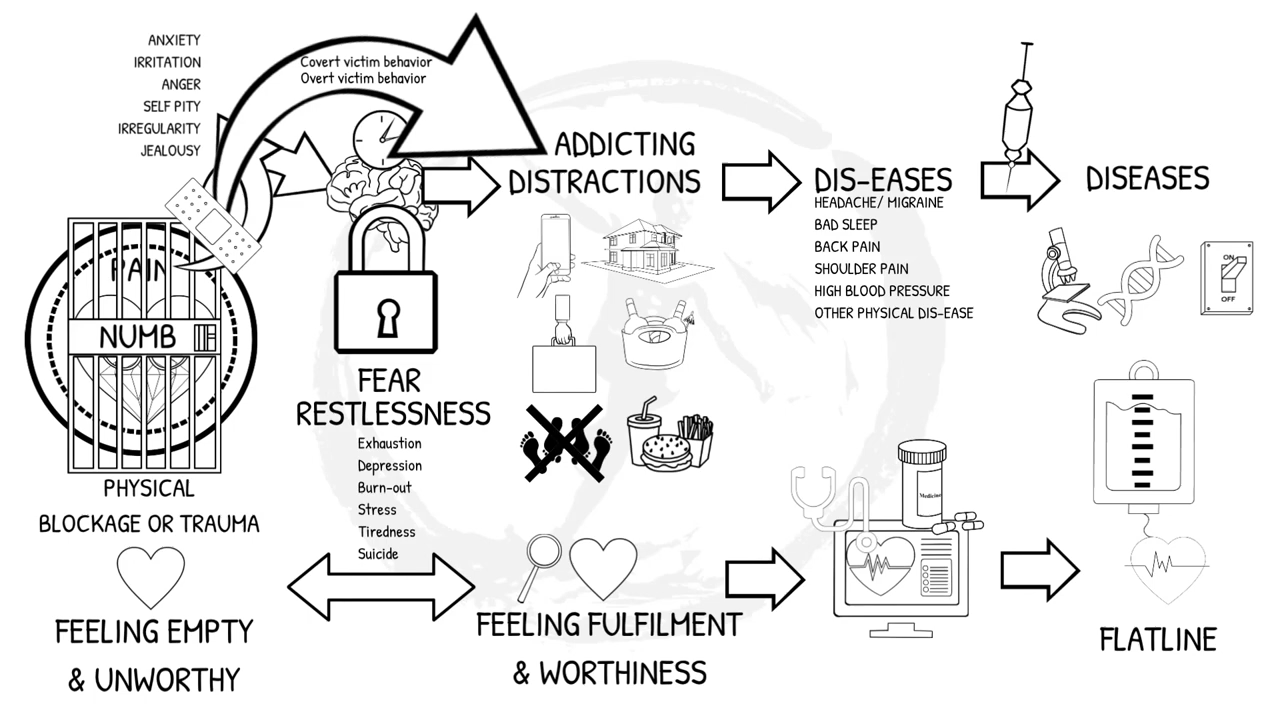 ANXIETY
IRRITATION
ANGER
SELF PITY
IRREGULARITY
JEALOUSY
Covert victim behavior
Overt victim behavior
PAIN
NUMB
PHYSICAL
BLOCKAGE OR TRAUMA
FEELING EMPTY
& UNWORTHY
FEAR
RESTLESSNESS
Exhaustion
Depression
Burn-out
Stress
Tiredness
Suicide
ADDICTING
DISTRACTIONS
FEELING FULFILMENT
& WORTHINESS
DIS-EASES
HEADACHE/ MIGRAINE
BAD SLEEP
BACK PAIN
SHOULDER PAIN
HIGH BLOOD PRESSURE
OTHER PHYSICAL DIS-EASE
Medicine
DISEASES
ON
OFF
FLATLINE